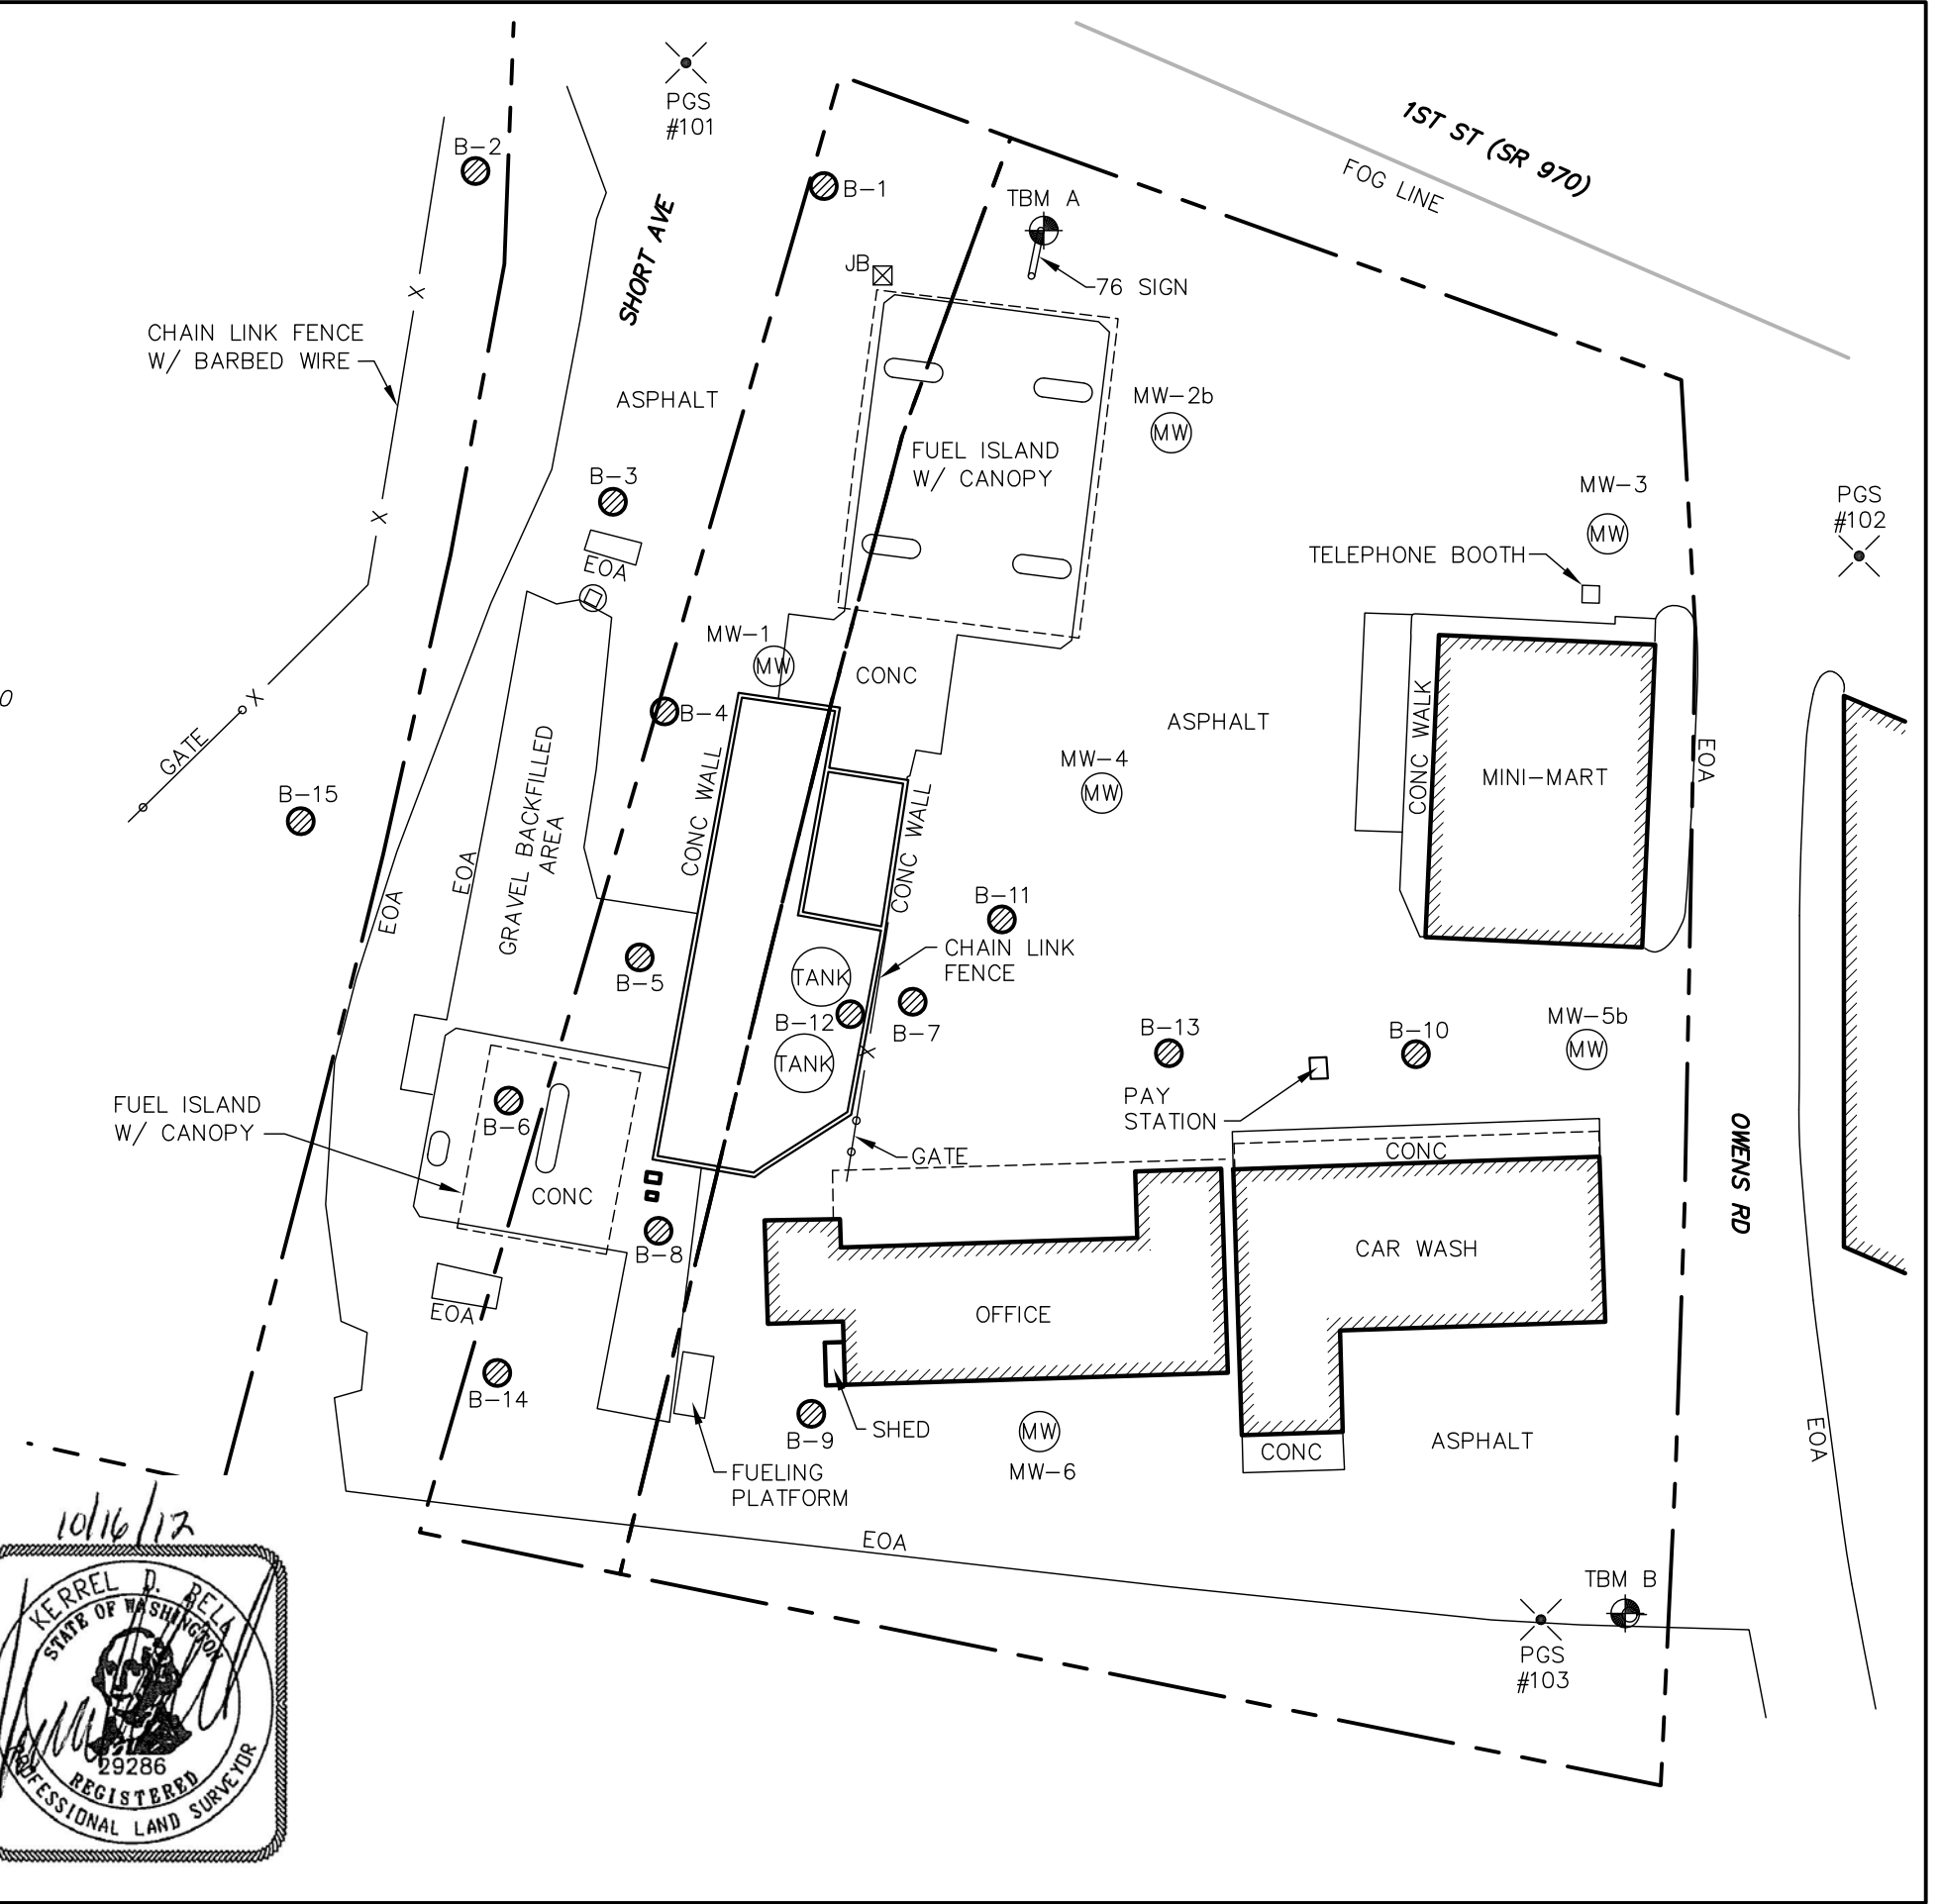 PGS
#101
1ST ST (SR 970)
FOG LINE
B-2
B-1
TBM A
SHORT AVE
JB
76 SIGN
CHAIN LINK FENCE
W/ BARBED WIRE
X
ASPHALT
MW-2b
MW
FUEL ISLAND
W/ CANOPY
B-3
MW-3
MW
PGS
#102
X
EOA
TELEPHONE BOOTH
MW-1
MW
CONC
X
0
B-4
ASPHALT
GATE
MW-4
MW
CONC WALL
CONC WALK
MINI-MART
EOA
B-15
GRAVEL BACKFILLED
AREA
CONC WALL
EOA
EOA
B-11
CHAIN LINK
FENCE
B-5
TANK
B-12
B-7
B-13
B-10
MW-5b
MW
X
TANK
FUEL ISLAND
W/ CANOPY
B-6
PAY
STATION
GATE
CONC
OWENS RD
CONC
B-8
CAR WASH
OFFICE
EOA
B-14
B-9
SHED
MW
MW-6
CONC
ASPHALT
EOA
FUELING
PLATFORM
10/16/12
EOA
TBM B
PGS
#103
KERREL D. BELL
STATE OF WASHINGTON
29286
REGISTERED
PROFESSIONAL LAND SURVEYOR